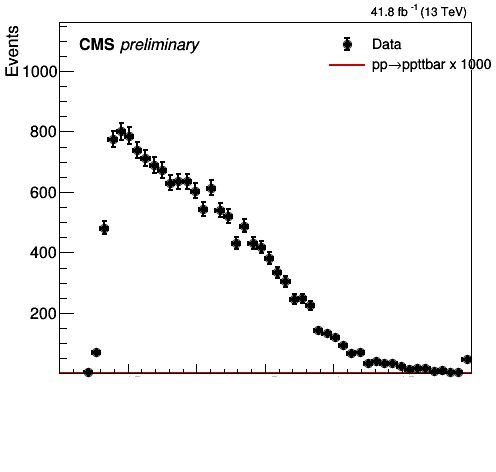 41.8 fb⁻¹ (13 TeV)
CMS preliminary
Data
pp→ppttbar x 1000
Events
1000
800
600
400
200